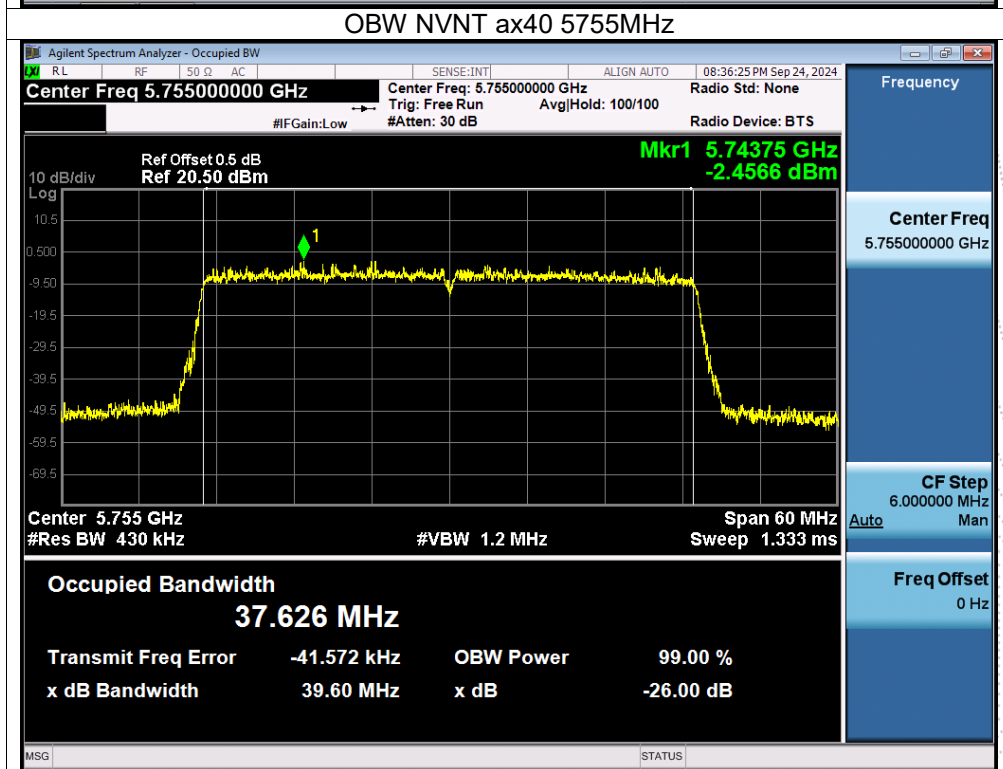 OBW NVNT ax40 5755MHz
Agilent Spectrum Analyzer - Occupied BW
LXI RL RF 50 Ω AC SENSE:INT ALIGN AUTO 08:36:25 PM Sep 24, 2024
Center Freq 5.755000000 GHz
Center Freq: 5.755000000 GHz
Radio Std: None
Trig: Free Run
Avg|Hold: 100/100
#IFGain:Low
#Atten: 30 dB
Radio Device: BTS
Mkr1 5.74375 GHz
-2.4566 dBm
Ref Offset 0.5 dB
10 dB/div Ref 20.50 dBm
Log
10.5
0.500
-9.50
-19.5
-29.5
-39.5
-49.5
-59.5
-69.5
1
Center 5.755 GHz
Span 60 MHz
#Res BW 430 kHz
#VBW 1.2 MHz
Sweep 1.333 ms
Occupied Bandwidth
37.626 MHz
Transmit Freq Error -41.572 kHz OBW Power 99.00 %
x dB Bandwidth 39.60 MHz x dB -26.00 dB
Frequency
Center Freq
5.755000000 GHz
CF Step
6.000000 MHz
Auto Man
Freq Offset
0 Hz
MSG STATUS